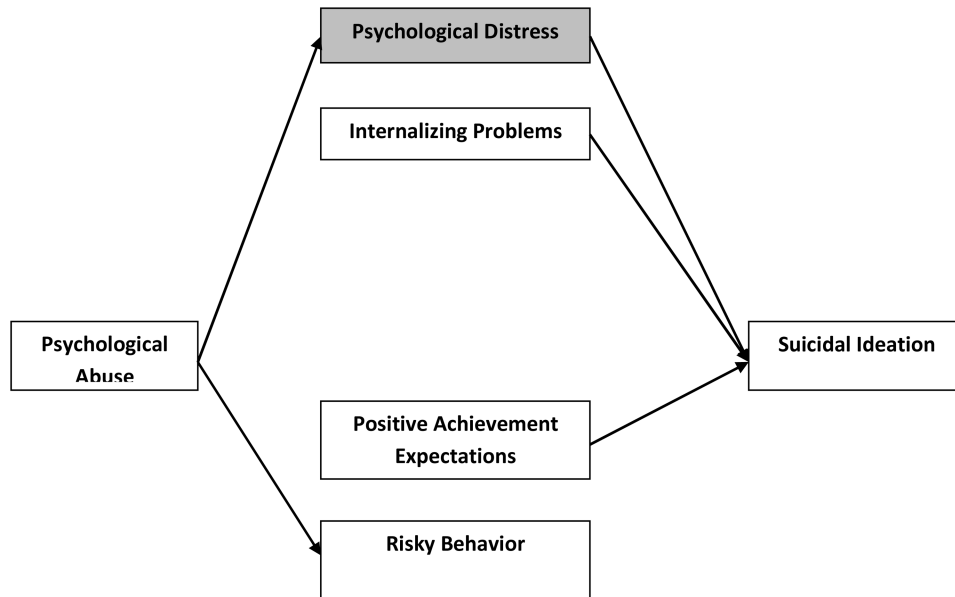 Psychological Distress
Internalizing Problems
Psychological
Abuse
Suicidal Ideation
Positive Achievement
Expectations
Risky Behavior